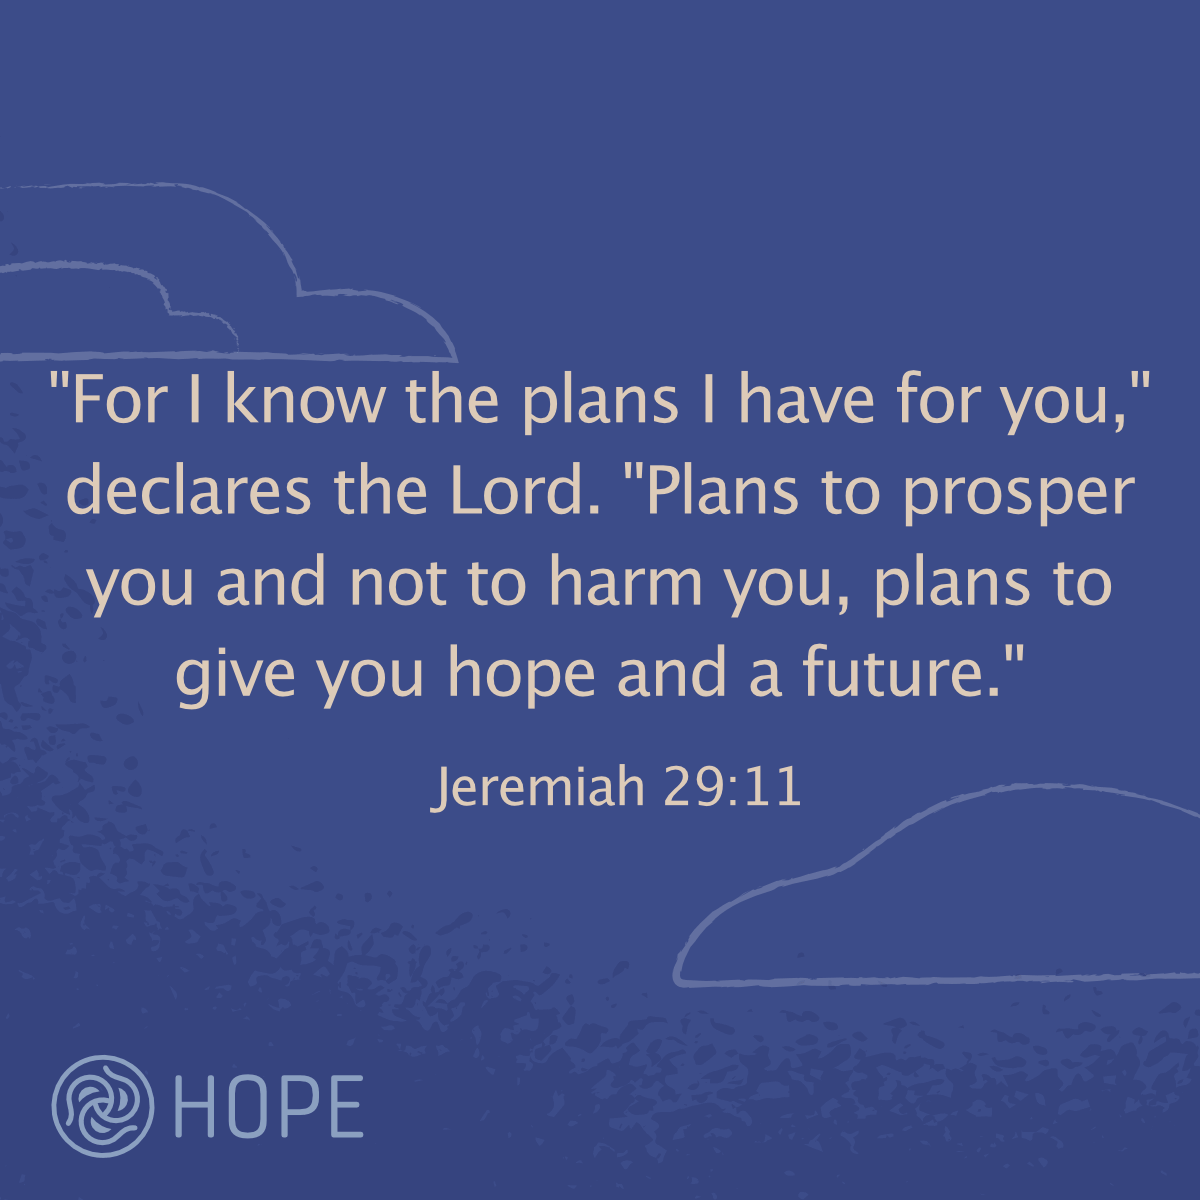 "For I know the plans I have for you,"
declares the Lord. "Plans to prosper
you and not to harm you, plans to
give you hope and a future."
Jeremiah 29:11
HOPE